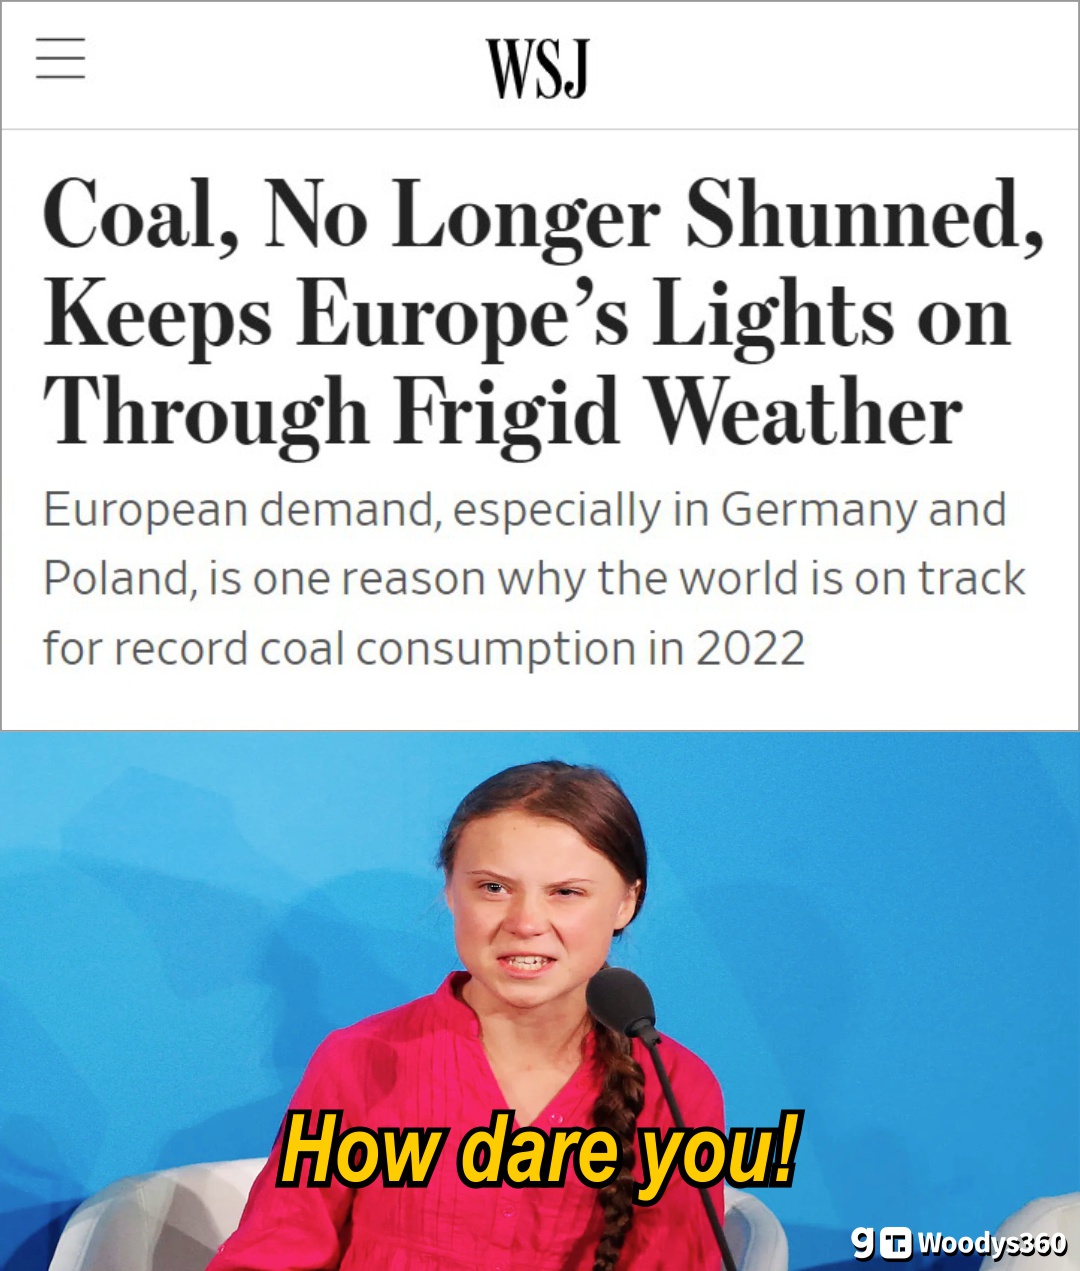 WSJ
Coal, No Longer Shunned,
Keeps Europe’s Lights on
Through Frigid Weather
European demand, especially in Germany and
Poland, is one reason why the world is on track
for record coal consumption in 2022
How dare you!
g Woodys360